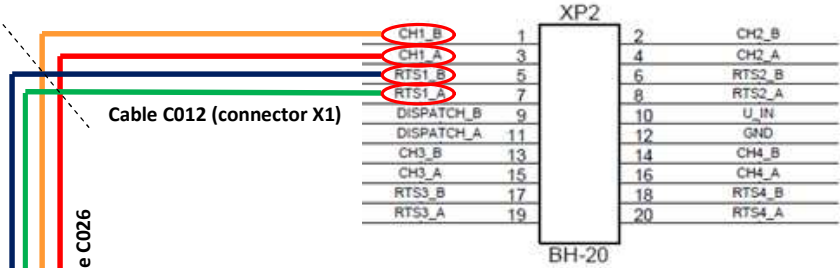 XP2
CH1_B 1 2 CH2_B
CH1_A 3 4 CH2_A
RTS1_B 5 6 RTS2_B
RTS1_A 7 8 RTS2_A
Cable C012 (connector X1)
DISPATCH_B 9 10 U_IN
DISPATCH_A 11 12 GND
CH3_B 13 14 CH4_B
CH3_A 15 16 CH4_A
RTS3_B 17 18 RTS4_B
RTS3_A 19 20 RTS4_A
e C026
BH-20